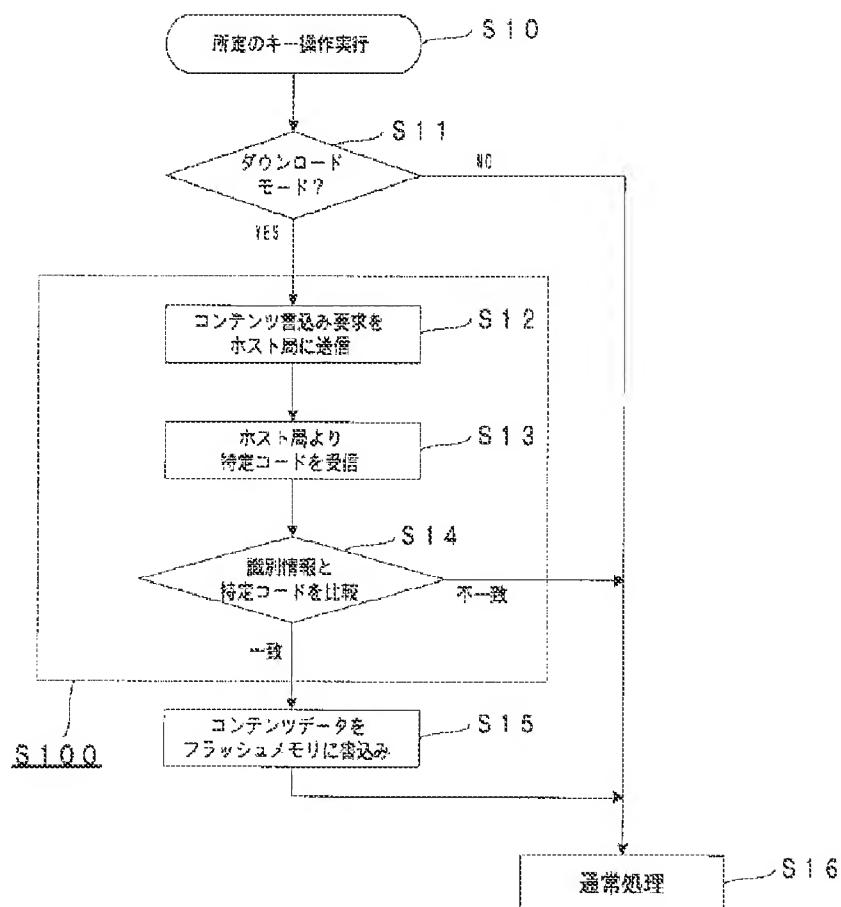 所定のキー操作実行
S10
S11
ダウンロード
モード?
NO
YES
コンテンツ書込み要求を
ホスト局に送信
S12
ホスト局より
特定コードを受信
S13
S14
識別情報と
特定コードを比較
不一致
一致
コンテンツデータを
フラッシュメモリに書込み
S15
S100
通常処理
S16